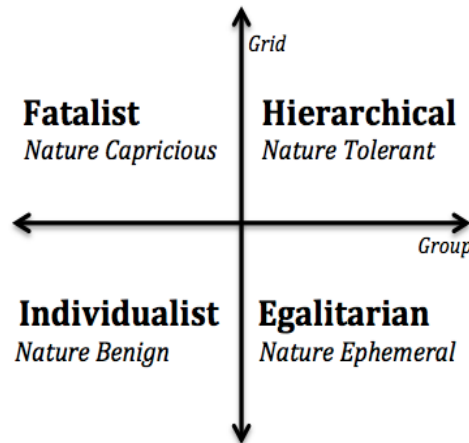 Grid
Fatalist
Nature Capricious
Hierarchical
Nature Tolerant
Group
Individualist
Nature Benign
Egalitarian
Nature Ephemeral